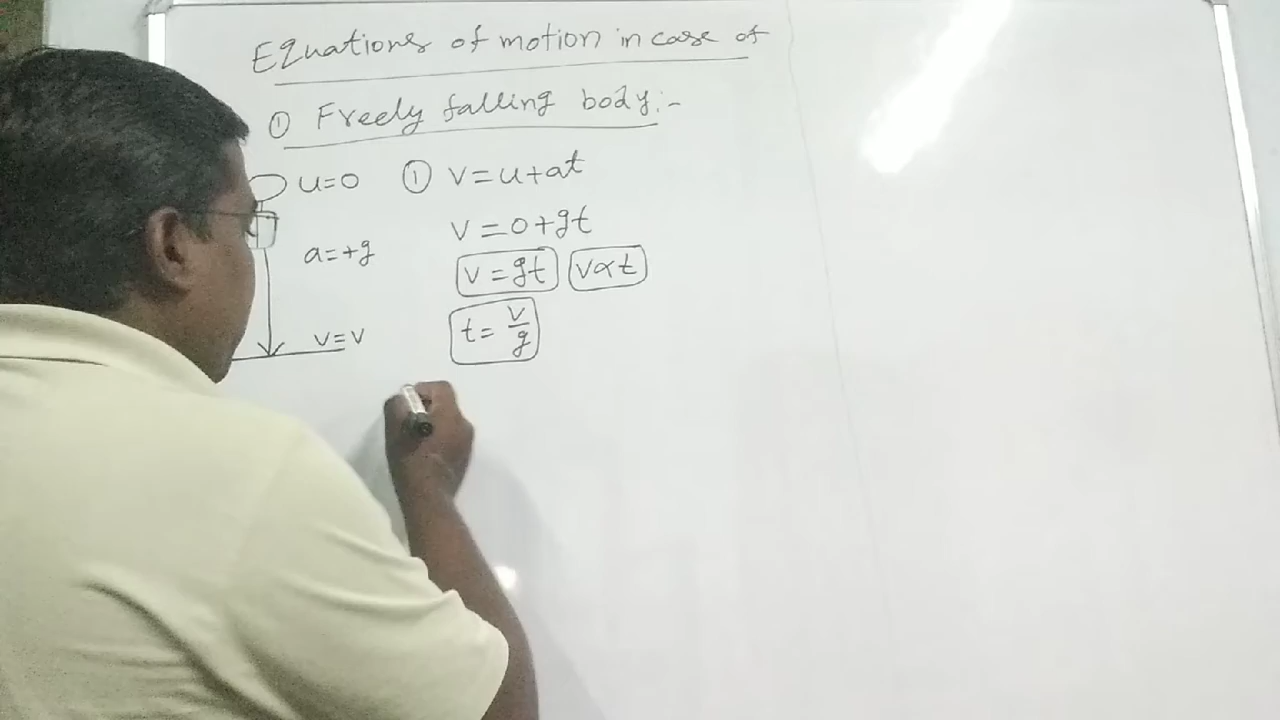 Equations of motion in case of
① Freely falling body:-
u=0 ① v=u+at
v=0+gt
a=+g
v=gt v∝t
t=v/g
v=v